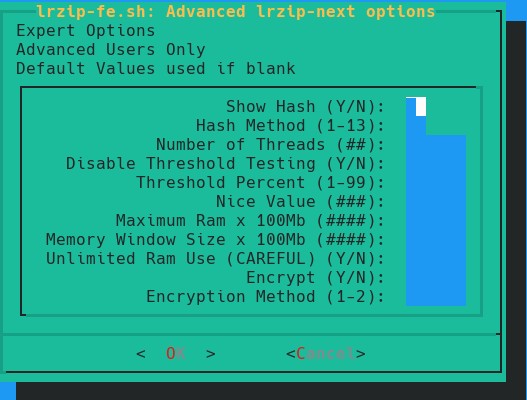 lrzip-fe.sh: Advanced lrzip-next options
Expert Options
Advanced Users Only
Default Values used if blank
Show Hash (Y/N):
Hash Method (1-13):
Number of Threads (##):
Disable Threshold Testing (Y/N):
Threshold Percent (1-99):
Nice Value (###):
Maximum Ram x 100Mb (####):
Memory Window Size x 100Mb (####):
Unlimited Ram Use (CAREFUL) (Y/N):
Encrypt (Y/N):
Encryption Method (1-2):
<  OK  > <Cancel>